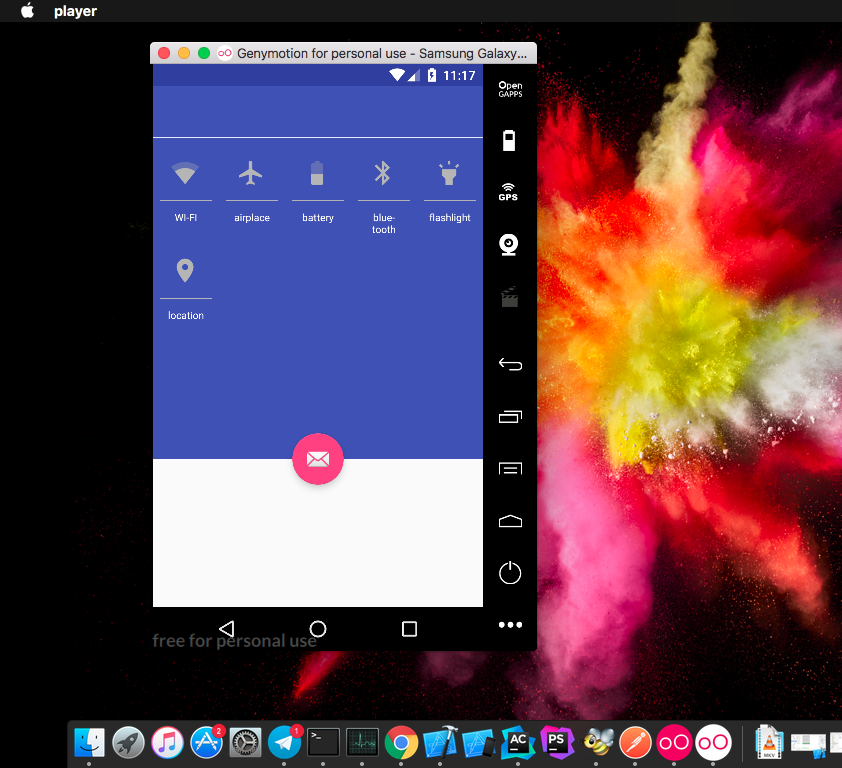 player
Genymotion for personal use - Samsung Galaxy...
11:17
Open
GAPPS
GPS
WI-FI
airplace
battery
blue-
tooth
flashlight
location
free for personal use
2
1
>_
AC
PS
MKV